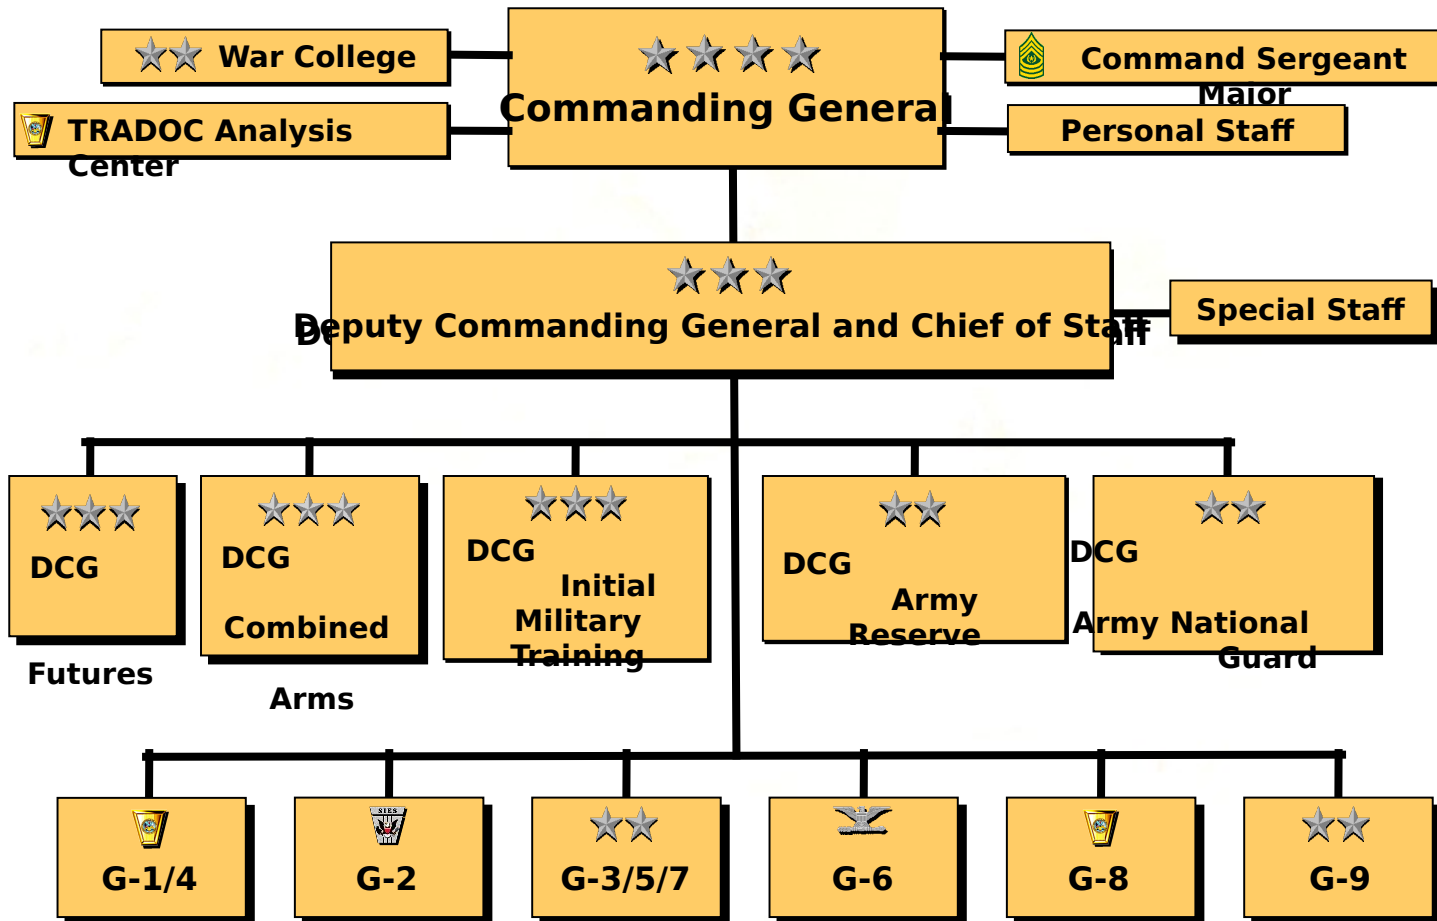 War College
Commanding General
Command Sergeant
Major
TRADOC Analysis
Center
Personal Staff
Deputy Commanding General and Chief of Staff
Special Staff
DCG
Futures
DCG
Combined
Arms
DCG
Initial
Military
Training
DCG
Army
Reserve
DCG
Army National
Guard
G-1/4
SIES
G-2
G-3/5/7
G-6
G-8
G-9